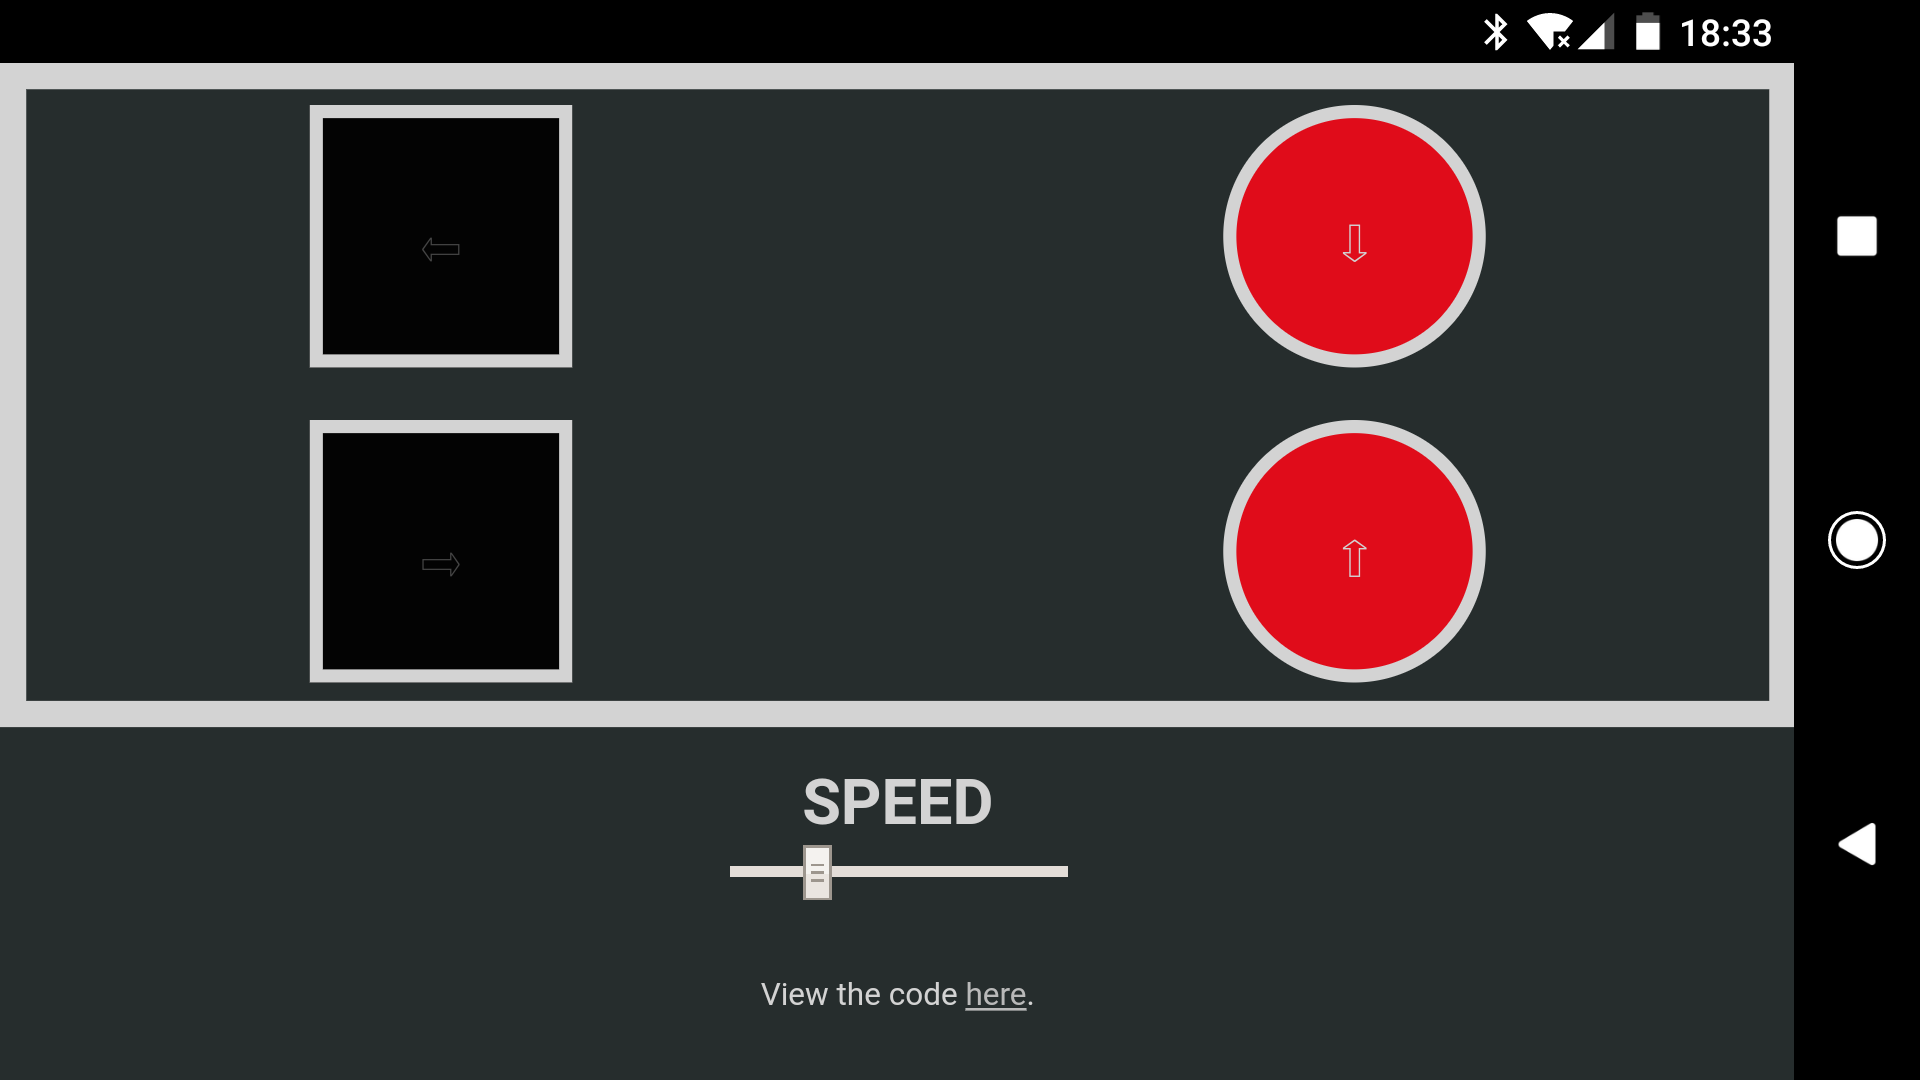 18:33
⇦
⇩
⇨
⇧
SPEED
View the code here.